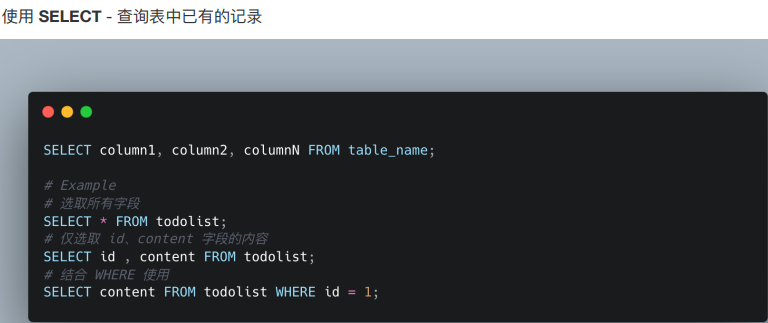 使用 SELECT - 查询表中已有的记录
SELECT column1, column2, columnN FROM table_name;
# Example
# 选取所有字段
SELECT * FROM todolist;
# 仅选取 id、content 字段的内容
SELECT id , content FROM todolist;
# 结合 WHERE 使用
SELECT content FROM todolist WHERE id = 1;